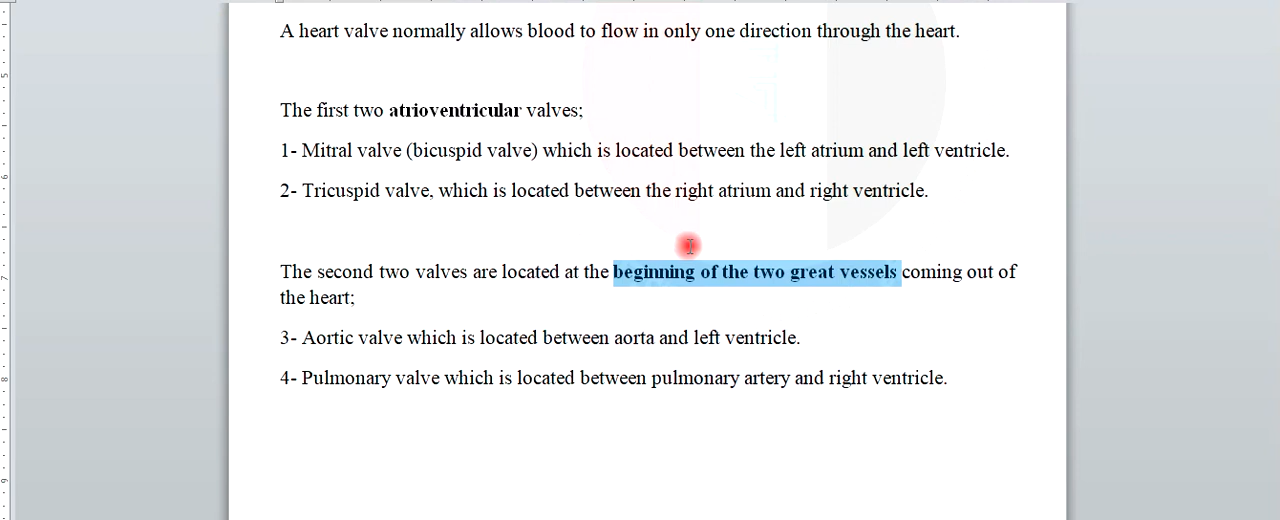 A heart valve normally allows blood to flow in only one direction through the heart.
The first two atrioventricular valves;
1- Mitral valve (bicuspid valve) which is located between the left atrium and left ventricle.
2- Tricuspid valve, which is located between the right atrium and right ventricle.
The second two valves are located at the beginning of the two great vessels coming out of
the heart;
3- Aortic valve which is located between aorta and left ventricle.
4- Pulmonary valve which is located between pulmonary artery and right ventricle.